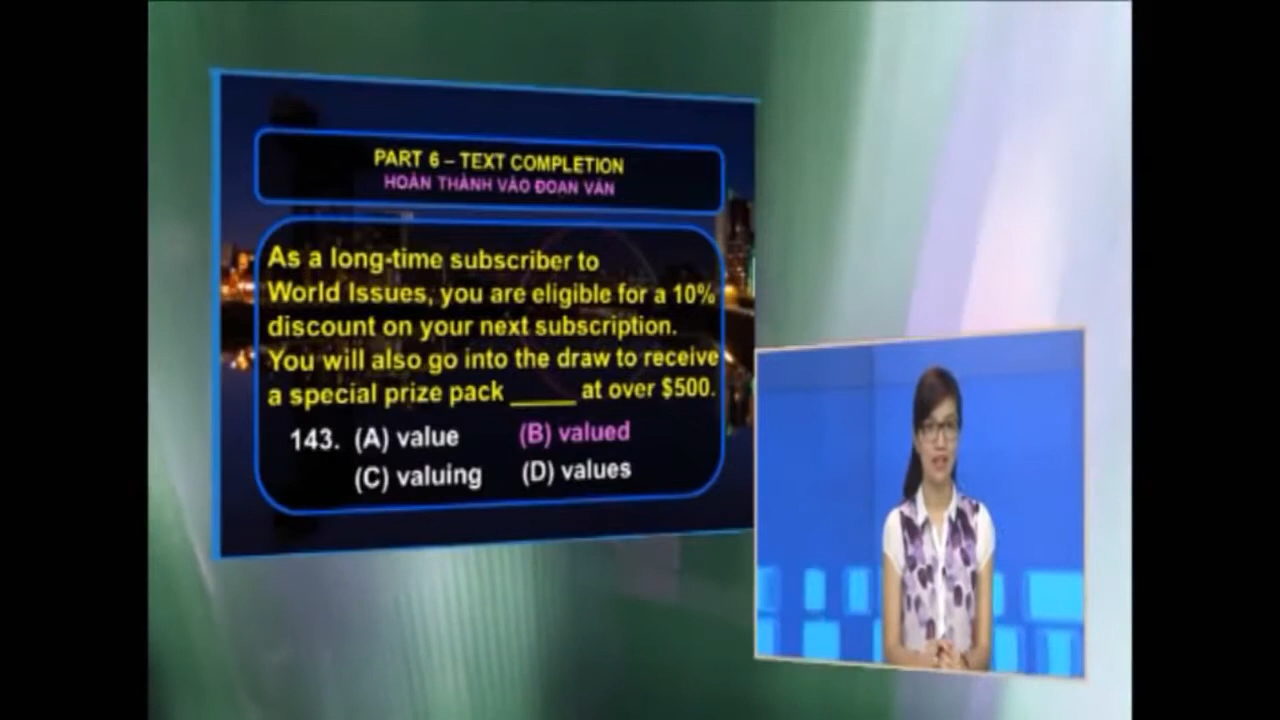 PART 6 – TEXT COMPLETION
HOÀN THÀNH VÀO ĐOẠN VĂN
As a long-time subscriber to
World Issues, you are eligible for a 10%
discount on your next subscription.
You will also go into the draw to receive
a special prize pack _____ at over $500.
143. (A) value (B) valued
(C) valuing (D) values